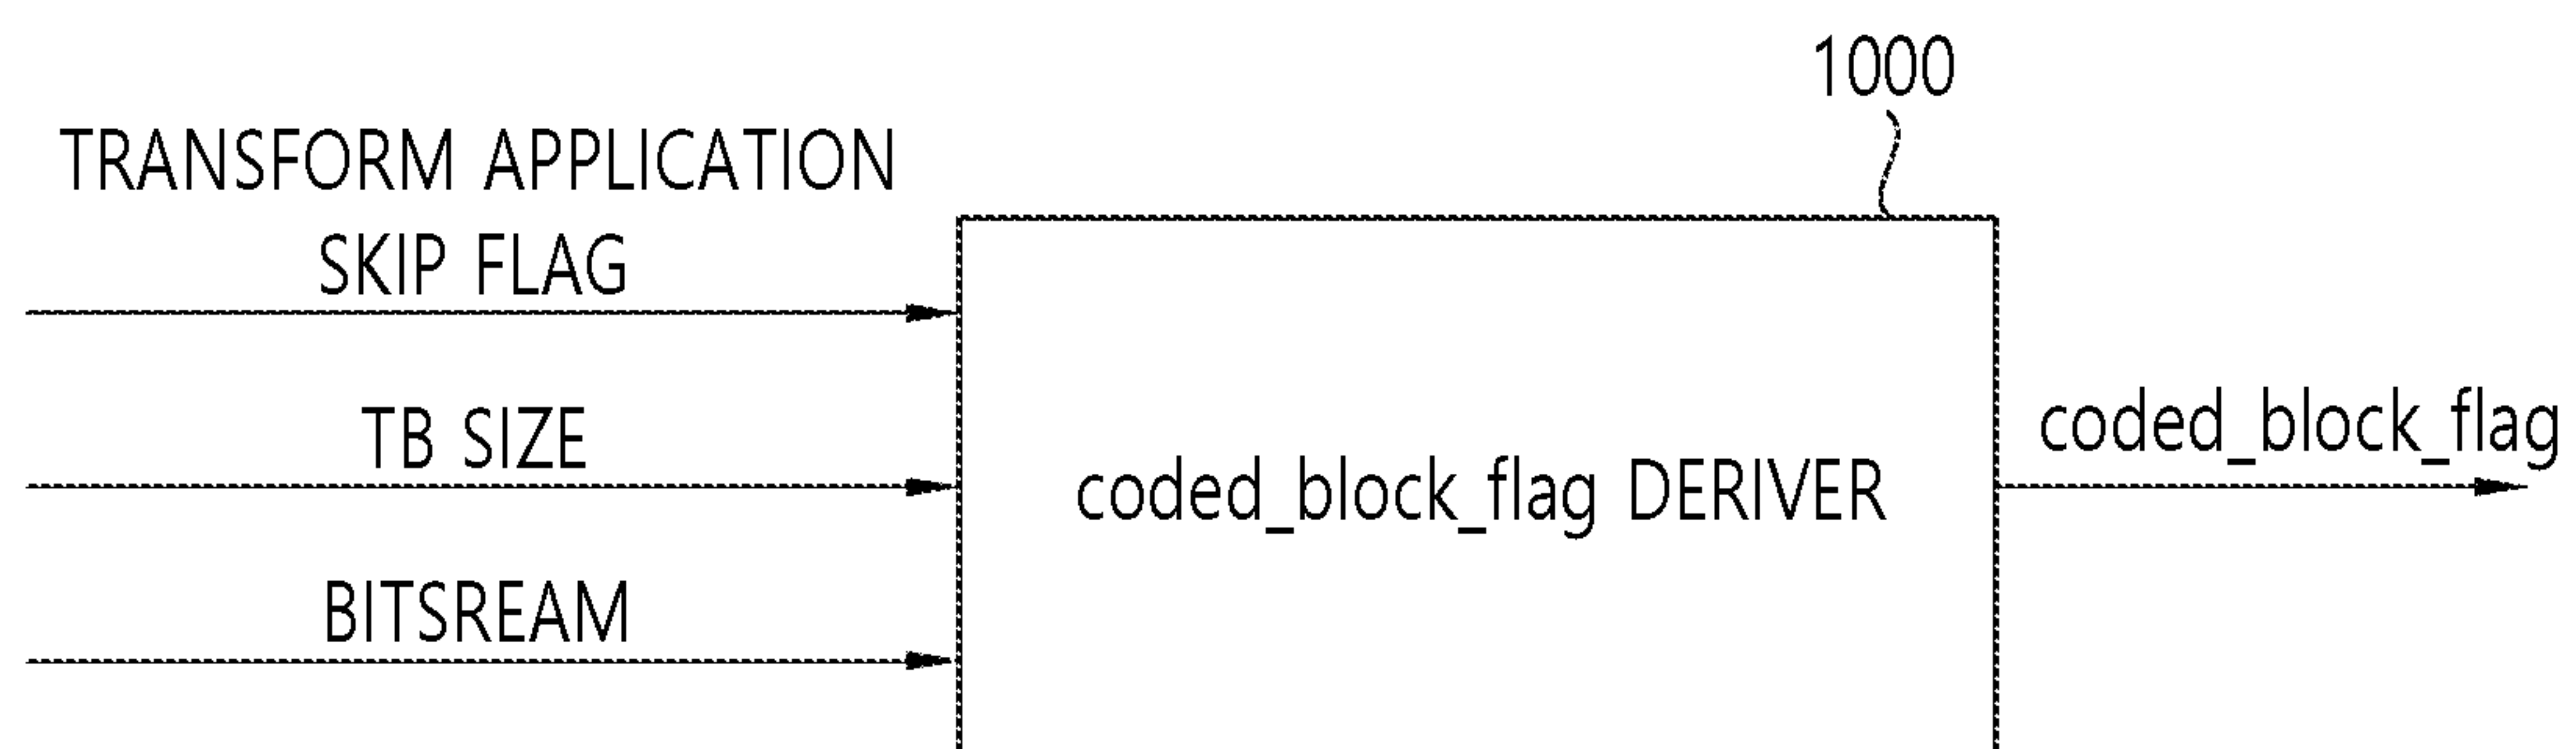 1000
TRANSFORM APPLICATION
SKIP FLAG
TB SIZE
coded_block_flag
coded_block_flag DERIVER
BITSREAM